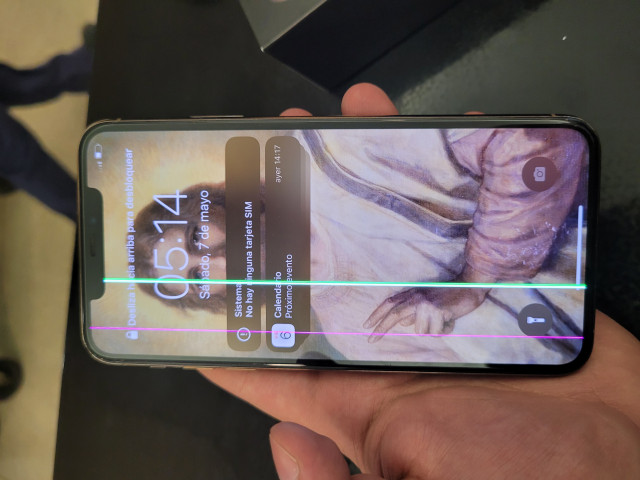 Desliza hacia arriba para desbloquear
05:14
Sábado, 7 de mayo
Sistema
No hay ninguna tarjeta SIM
6
Calendario
ayer 14:17
Próximo evento